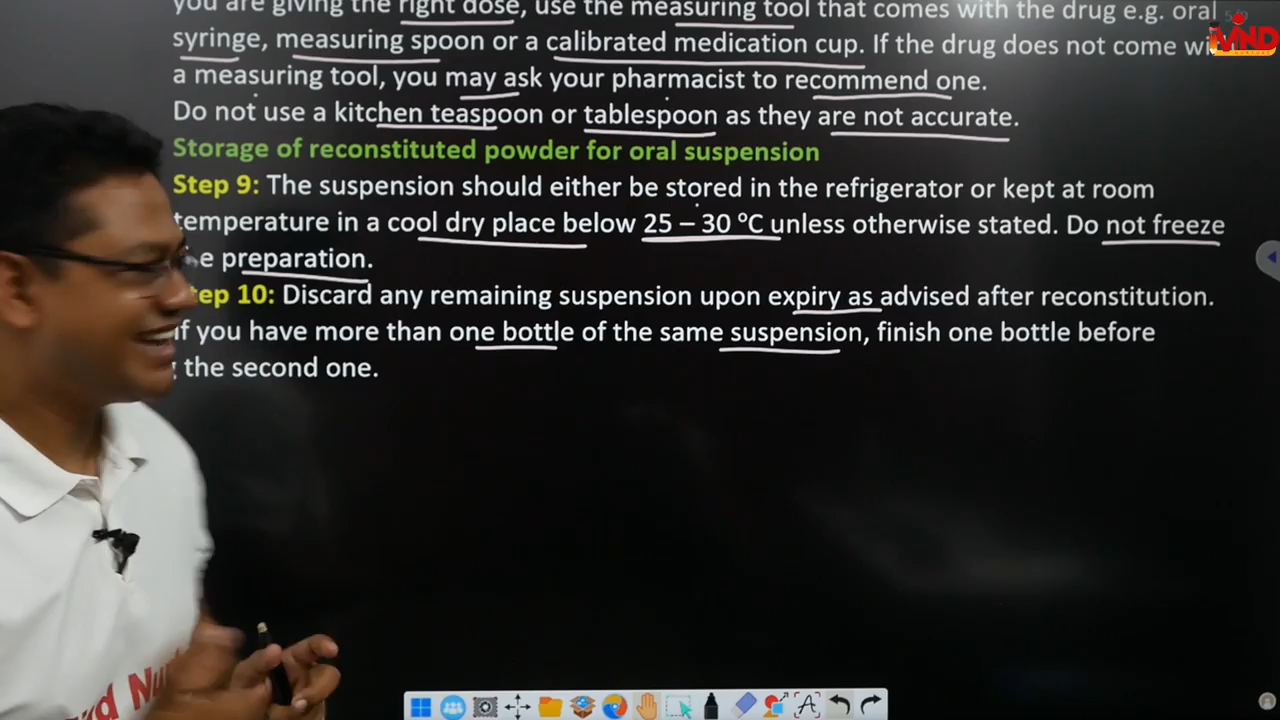 you are giving the right dose, use the measuring tool that comes with the drug e.g. oral
syringe, measuring spoon or a calibrated medication cup. If the drug does not come
a measuring tool, you may ask your pharmacist to recommend one.
Do not use a kitchen teaspoon or tablespoon as they are not accurate.
Storage of reconstituted powder for oral suspension
Step 9: The suspension should either be stored in the refrigerator or kept at room
temperature in a cool dry place below 25 – 30 °C unless otherwise stated. Do not freeze
preparation.
Step 10: Discard any remaining suspension upon expiry as advised after reconstitution.
If you have more than one bottle of the same suspension, finish one bottle before
the second one.